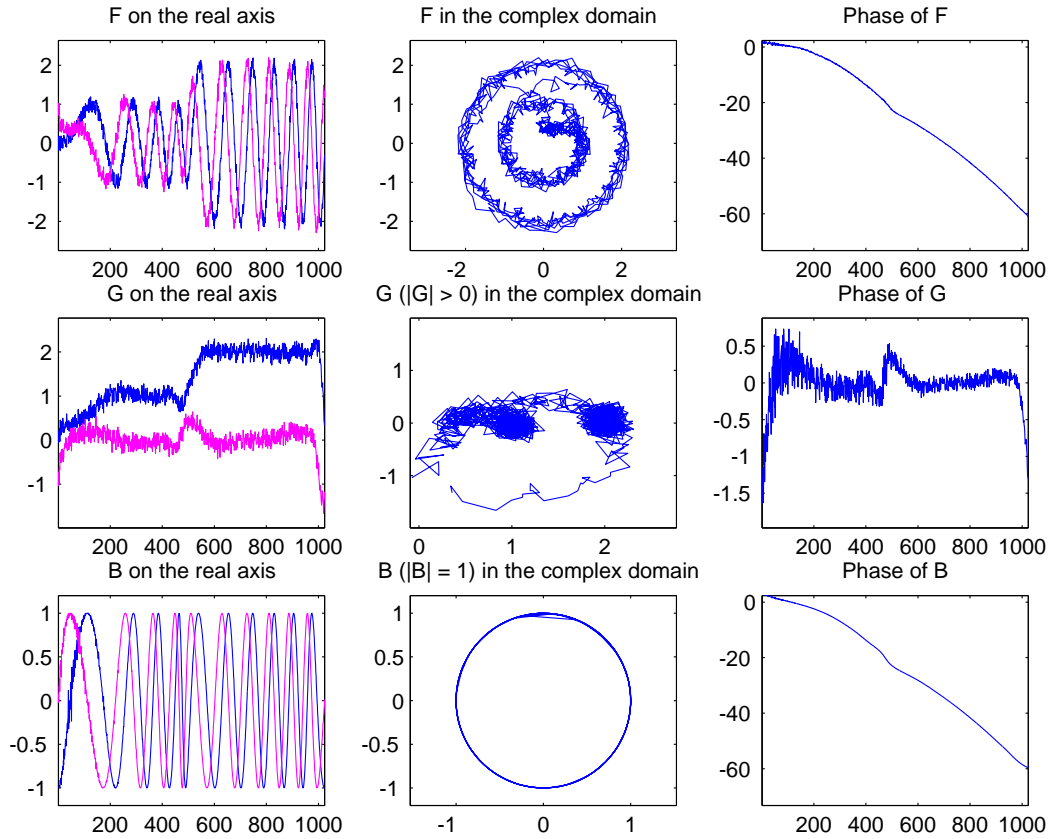 F on the real axis
F in the complex domain
Phase of F
2
1
0
-1
-2
200 400 600 800 1000
2
1
0
-1
-2
-2 0 2
0
-20
-40
-60
200 400 600 800 1000
G on the real axis
G (|G| > 0) in the complex domain
Phase of G
2
1
0
-1
200 400 600 800 1000
1
0
-1
0 1 2
0.5
0
-0.5
-1
-1.5
200 400 600 800 1000
B on the real axis
B (|B| = 1) in the complex domain
Phase of B
1
0.5
0
-0.5
-1
200 400 600 800 1000
1
0.5
0
-0.5
-1
-1 0 1
0
-20
-40
-60
200 400 600 800 1000